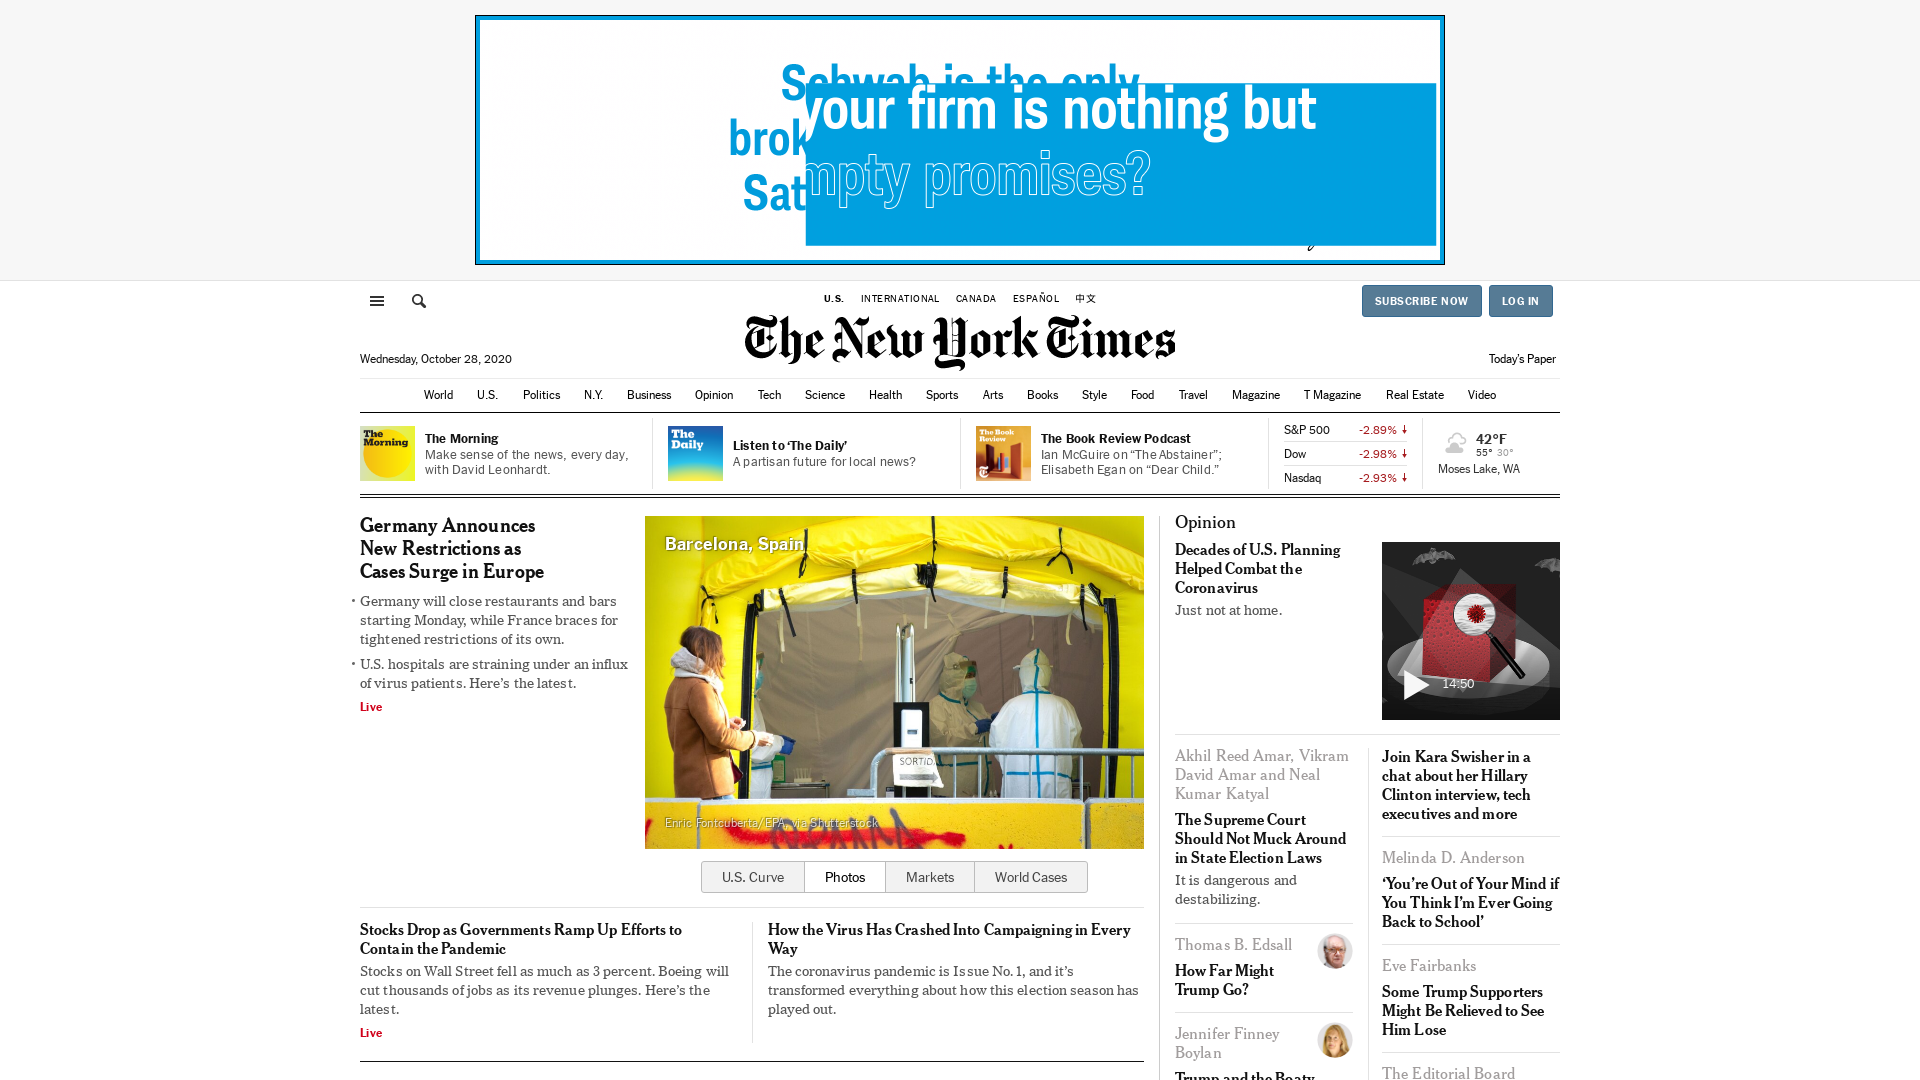 Schwab is the only
your firm is nothing but
brok
mpty promises?
Sat
U.S. INTERNATIONAL CANADA ESPAÑOL 中文
SUBSCRIBE NOW LOG IN
The New York Times
Wednesday, October 28, 2020
Today's Paper
World U.S. Politics N.Y. Business Opinion Tech Science Health Sports Arts Books Style Food Travel Magazine T Magazine Real Estate Video
The Morning
The Morning
Make sense of the news, every day,
with David Leonhardt.
The Daily
Listen to ‘The Daily’
A partisan future for local news?
The Book Review
The Book Review Podcast
Ian McGuire on “The Abstainer”;
Elisabeth Egan on “Dear Child.”
S&P 500 -2.89%
Dow -2.98%
Nasdaq -2.93%
42°F
55° 30°
Moses Lake, WA
Germany Announces
New Restrictions as
Cases Surge in Europe
• Germany will close restaurants and bars
starting Monday, while France braces for
tightened restrictions of its own.
• U.S. hospitals are straining under an influx
of virus patients. Here’s the latest.
Live
Barcelona, Spain
SORTIDA
Enric Fontcuberta/EPA, via Shutterstock
U.S. Curve Photos Markets World Cases
Stocks Drop as Governments Ramp Up Efforts to
Contain the Pandemic
Stocks on Wall Street fell as much as 3 percent. Boeing will
cut thousands of jobs as its revenue plunges. Here’s the
latest.
Live
How the Virus Has Crashed Into Campaigning in Every
Way
The coronavirus pandemic is Issue No. 1, and it’s
transformed everything about how this election season has
played out.
Opinion
Decades of U.S. Planning
Helped Combat the
Coronavirus
Just not at home.
14:50
Akhil Reed Amar, Vikram
David Amar and Neal
Kumar Katyal
The Supreme Court
Should Not Muck Around
in State Election Laws
It is dangerous and
destabilizing.
Thomas B. Edsall
How Far Might
Trump Go?
Jennifer Finney
Boylan
Trump and the Boaty
Join Kara Swisher in a
chat about her Hillary
Clinton interview, tech
executives and more
Melinda D. Anderson
‘You’re Out of Your Mind if
You Think I’m Ever Going
Back to School’
Eve Fairbanks
Some Trump Supporters
Might Be Relieved to See
Him Lose
The Editorial Board